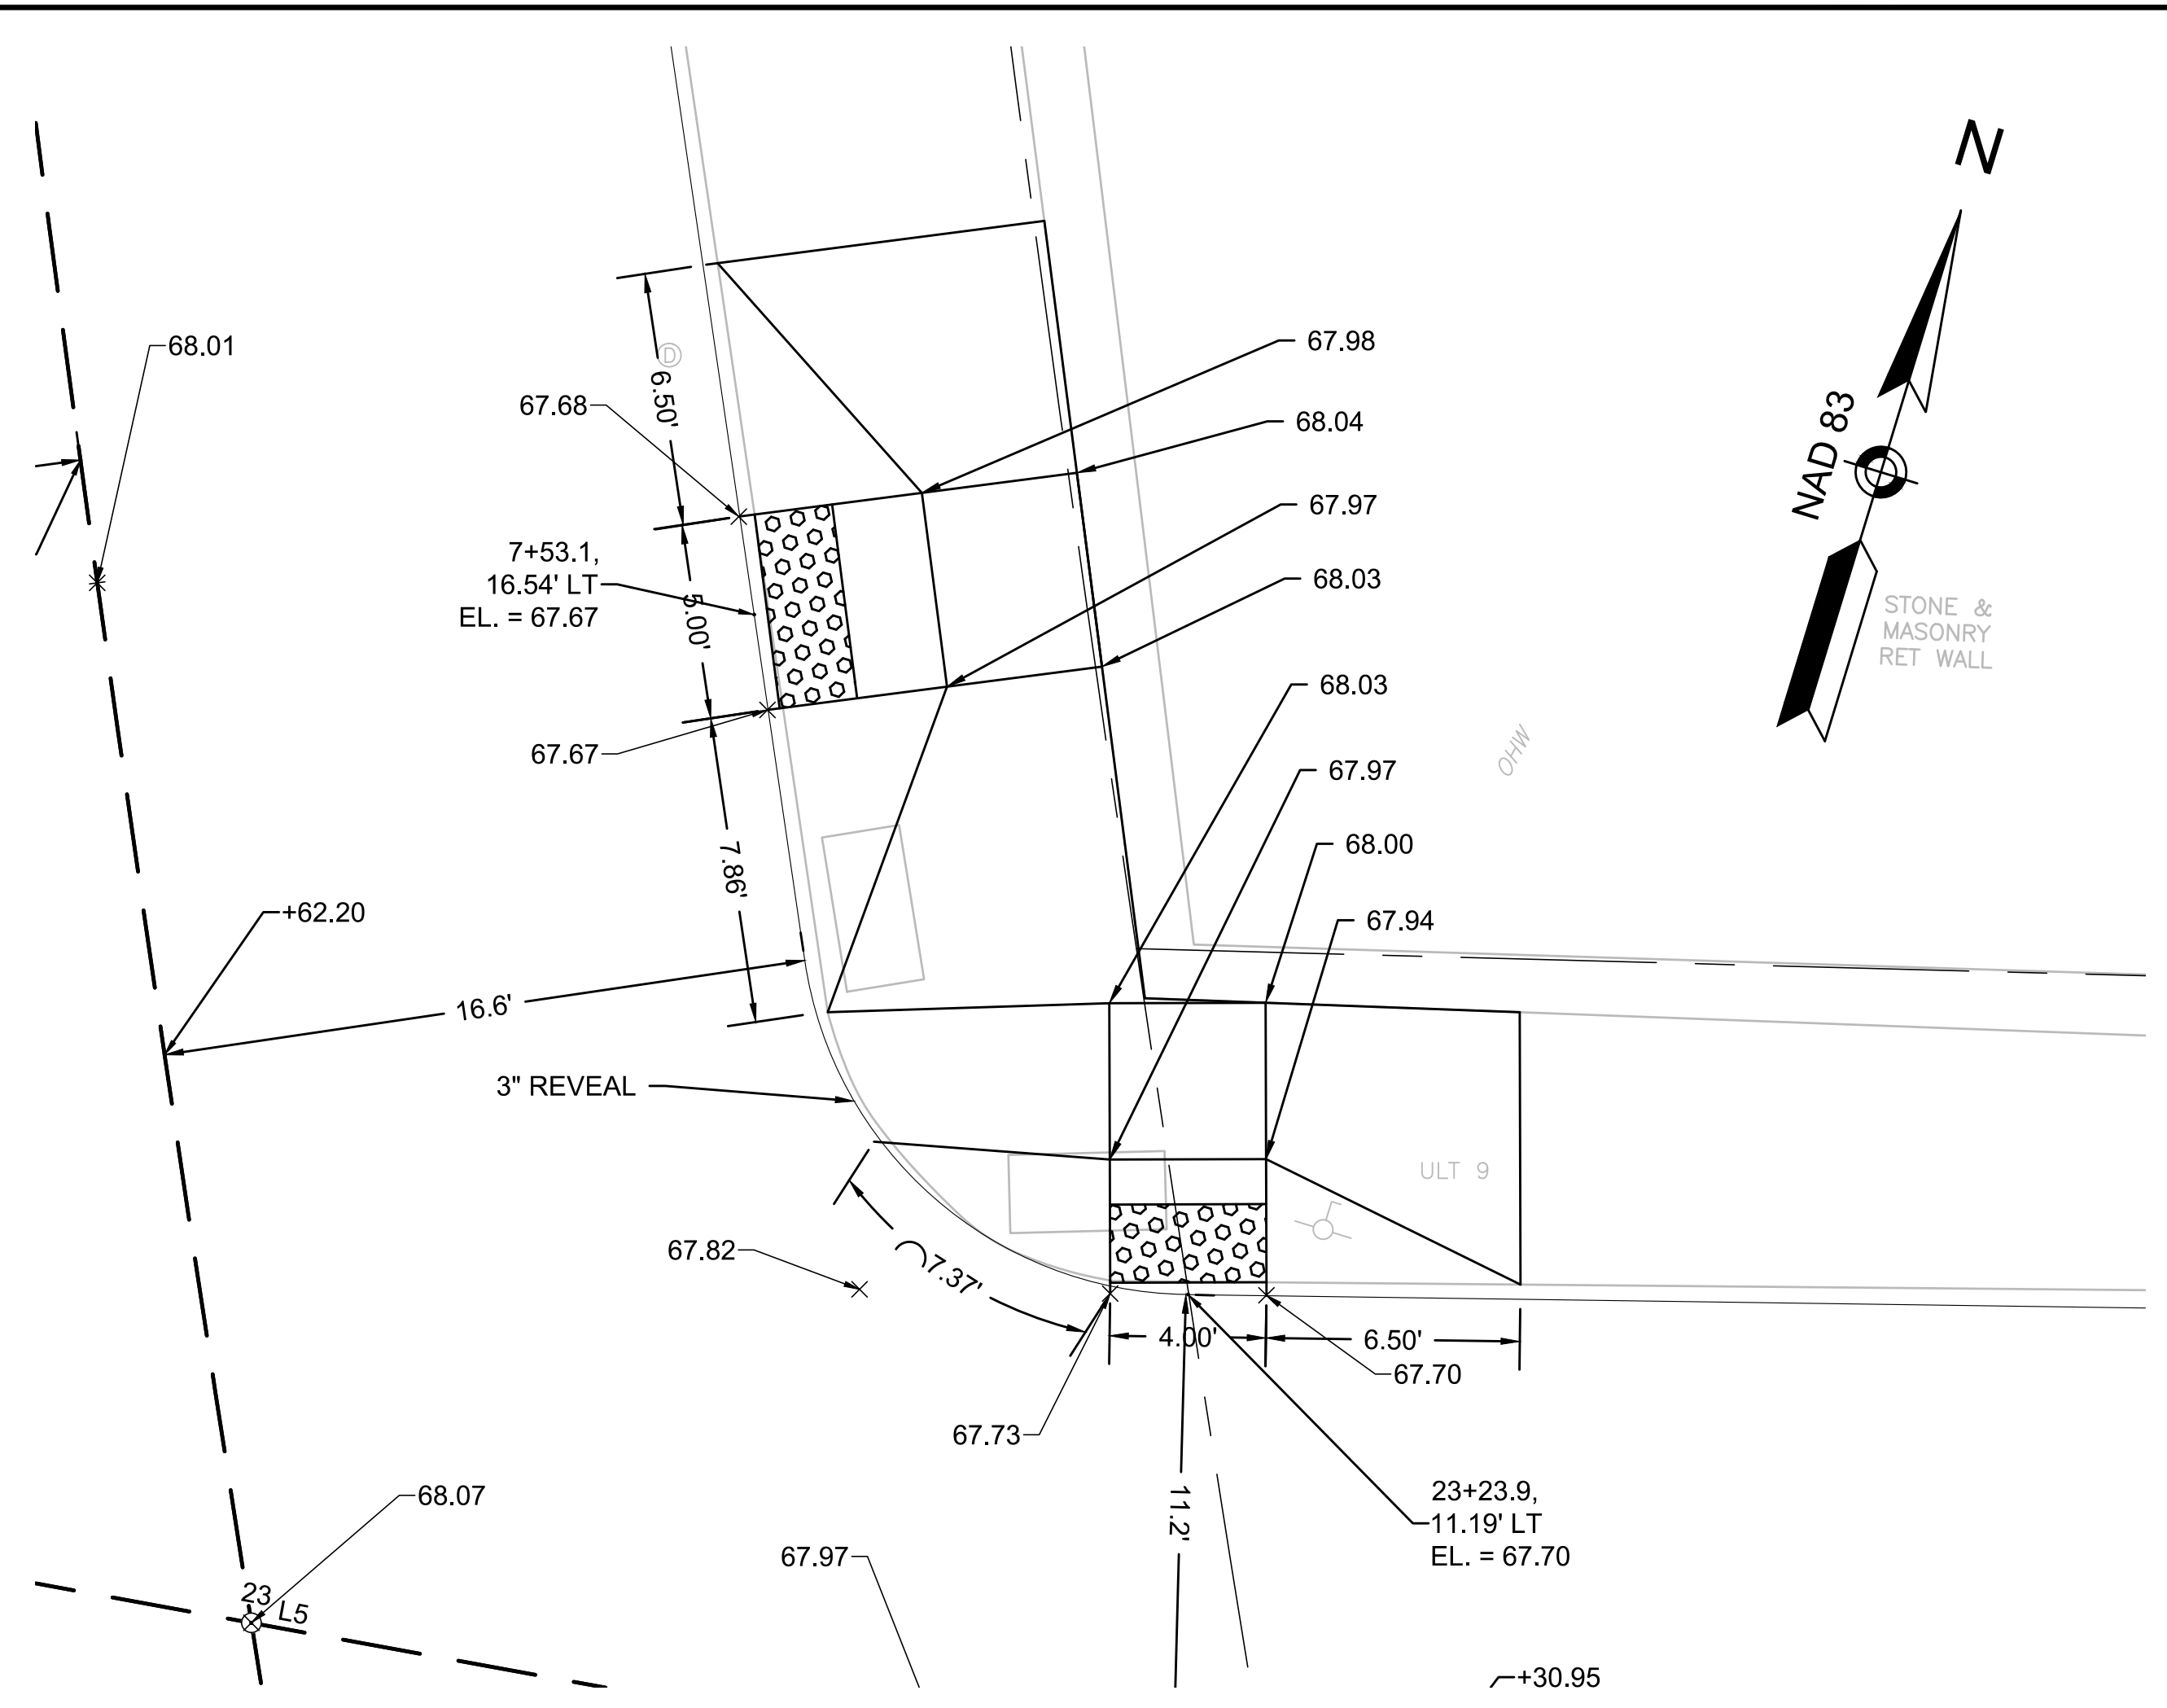 N
NAD 83
68.01
67.98
67.68
D
6.50'
68.04
67.97
7+53.1,
16.54' LT
EL. = 67.67
5.00'
68.03
STONE &
MASONRY
RET WALL
68.03
67.67
OHW
67.97
7.86'
68.00
+62.20
67.94
16.6'
3" REVEAL
ULT 9
67.82
7.37'
4.00'
6.50'
67.70
67.73
68.07
23+23.9,
11.19' LT
EL. = 67.70
11.2'
67.97
23
L5
+30.95